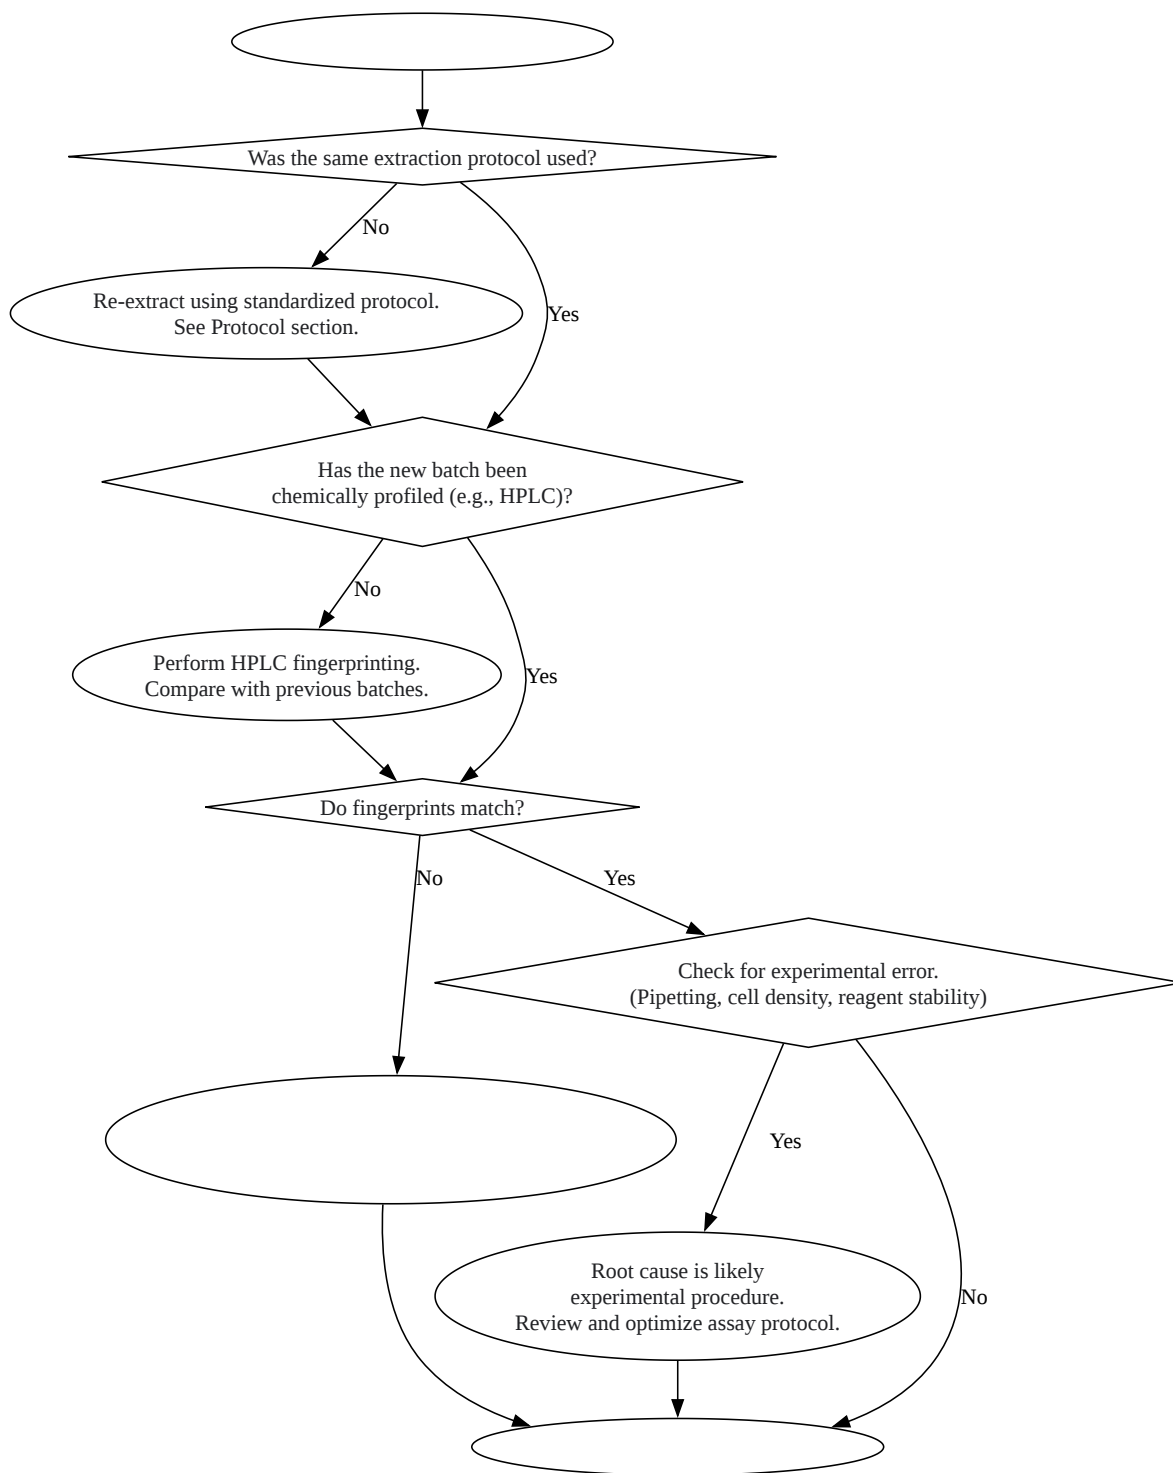 Was the same extraction protocol used?
No
Re-extract using standardized protocol.
See Protocol section.
Yes
Has the new batch been
chemically profiled (e.g., HPLC)?
No
Perform HPLC fingerprinting.
Compare with previous batches.
Yes
Do fingerprints match?
No
Yes
Check for experimental error.
(Pipetting, cell density, reagent stability)
Yes
Root cause is likely
experimental procedure.
Review and optimize assay protocol.
No